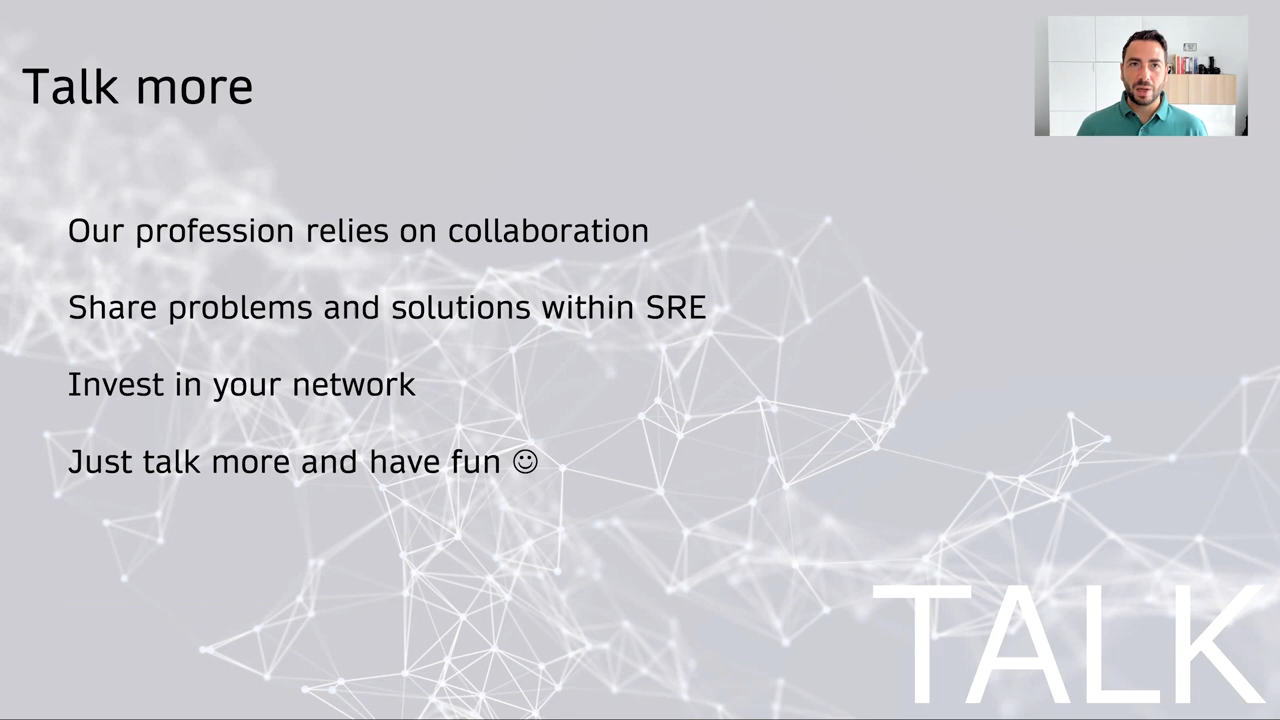 Talk more
Our profession relies on collaboration
Share problems and solutions within SRE
Invest in your network
Just talk more and have fun ☺
TALK